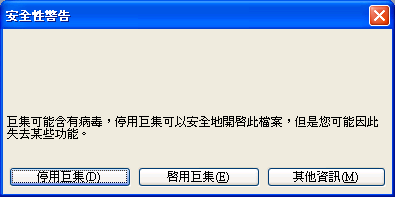 安全性警告
巨集可能含有病毒，停用巨集可以安全地開啓此檔案，但是您可能因此
失去某些功能。
停用巨集(D) 啓用巨集(E) 其他資訊(M)